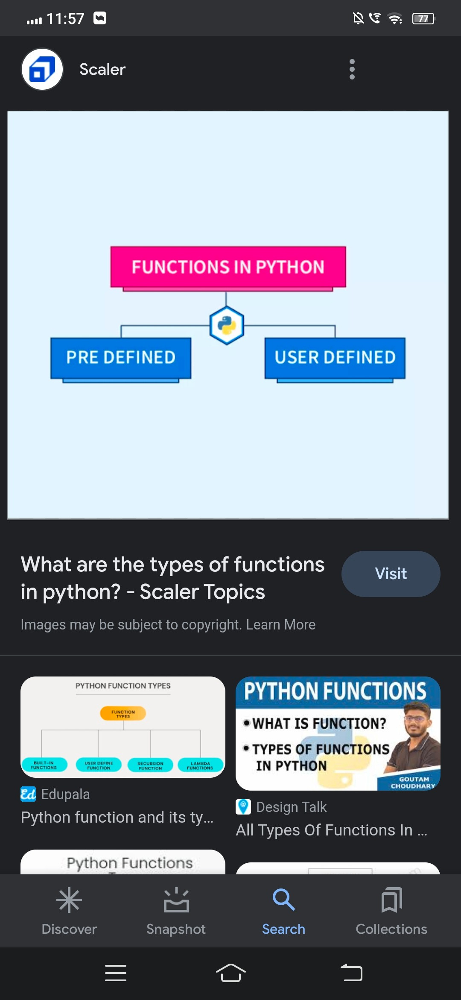 11:57
77
Scaler
FUNCTIONS IN PYTHON
PRE DEFINED
USER DEFINED
What are the types of functions
in python? - Scaler Topics
Visit
Images may be subject to copyright. Learn More
PYTHON FUNCTION TYPES
FUNCTION
TYPES
BUILT-IN
FUNCTIONS
USER DEFINE
FUNCTION
RECURSION
FUNCTION
LAMBDA
FUNCTIONS
Ed Edupala
Python function and its ty...
PYTHON FUNCTIONS
•WHAT IS FUNCTION?
•TYPES OF FUNCTIONS
IN PYTHON
GOUTAM
CHOUDHARY
Design Talk
All Types Of Functions In ...
Python Functions
Discover
Snapshot
Search
Collections